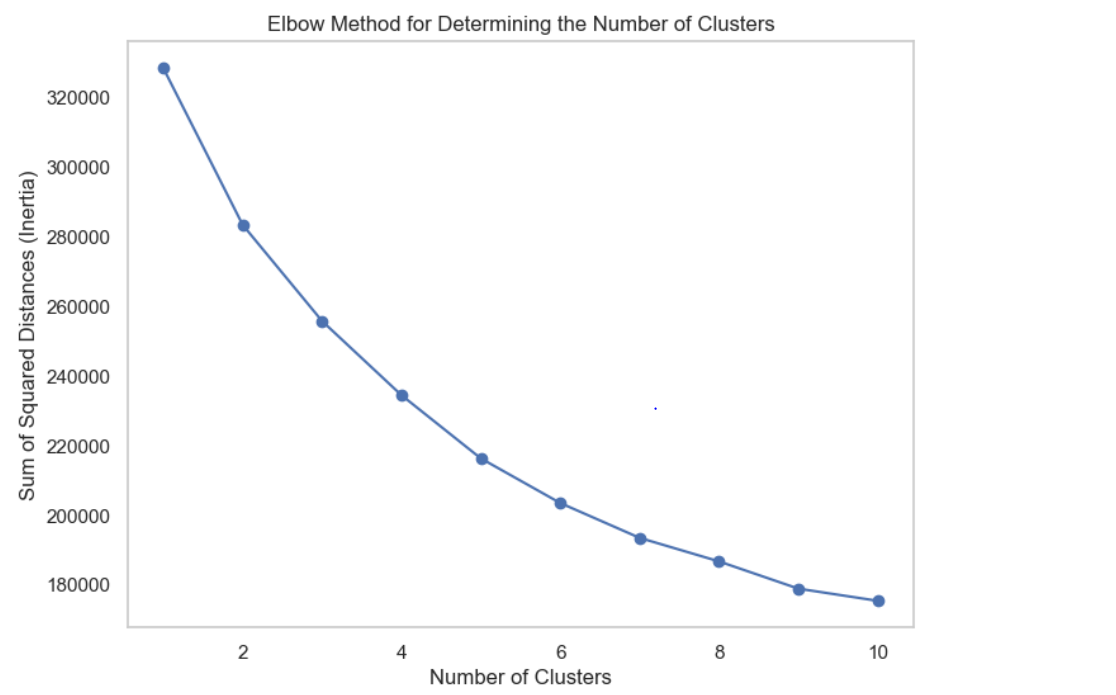 Elbow Method for Determining the Number of Clusters
Sum of Squared Distances (Inertia)
320000
300000
280000
260000
240000
220000
200000
180000
2 4 6 8 10
Number of Clusters